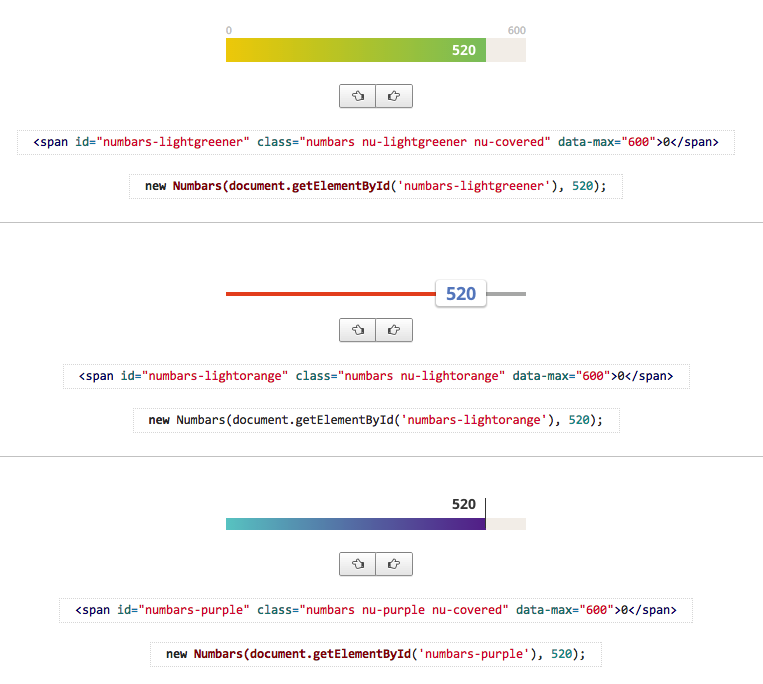 0 600
520
<span id="numbars-lightgreener" class="numbars nu-lightgreener nu-covered" data-max="600">0</span>
new Numbars(document.getElementById('numbars-lightgreener'), 520);
520
<span id="numbars-lightorange" class="numbars nu-lightorange" data-max="600">0</span>
new Numbars(document.getElementById('numbars-lightorange'), 520);
520
<span id="numbars-purple" class="numbars nu-purple nu-covered" data-max="600">0</span>
new Numbars(document.getElementById('numbars-purple'), 520);